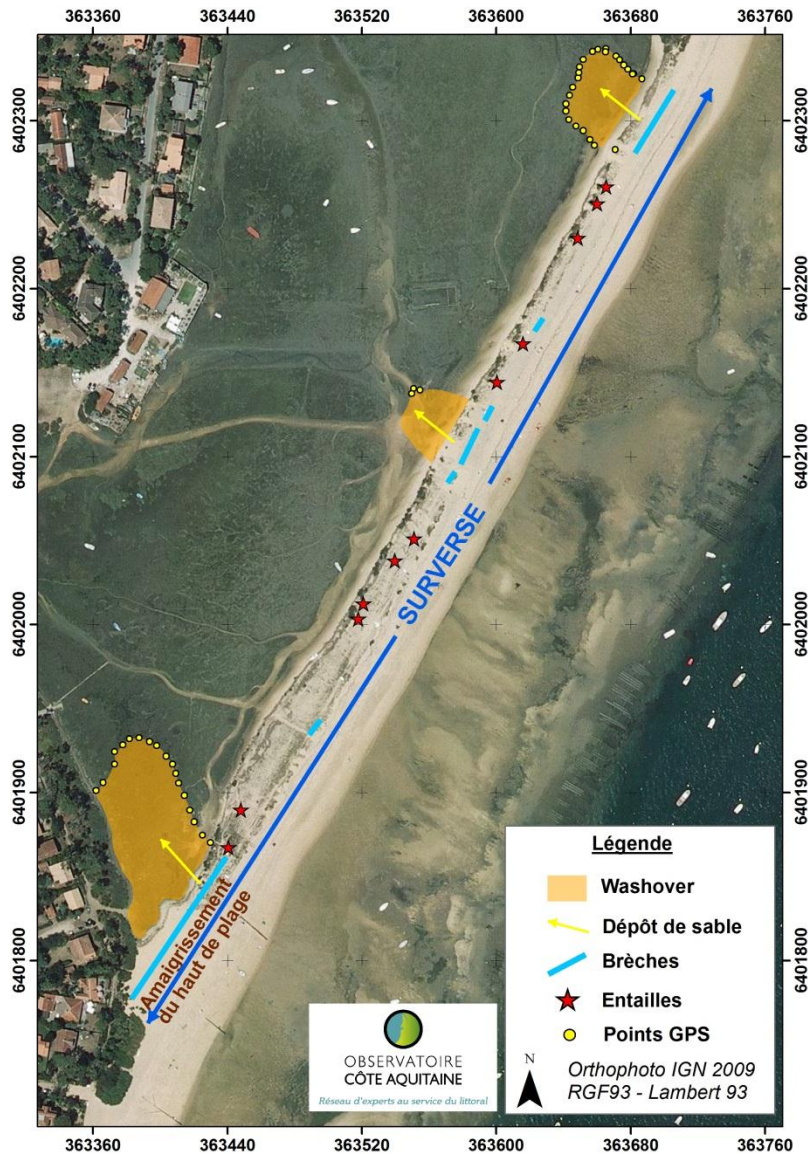 363360 363440 363520 363600 363680 363760
6402300
6402300
6402200
6402200
6402100
6402100
SURVERSE
6402000
6402000
6401900
6401900
Amaigrissement
du haut de plage
6401800
6401800
Légende
Washover
Dépôt de sable
Brèches
Entailles
Points GPS
N
Orthophoto IGN 2009
RGF93 - Lambert 93
OBSERVATOIRE
CÔTE AQUITAINE
Réseau d'experts au service du littoral
363360 363440 363520 363600 363680 363760